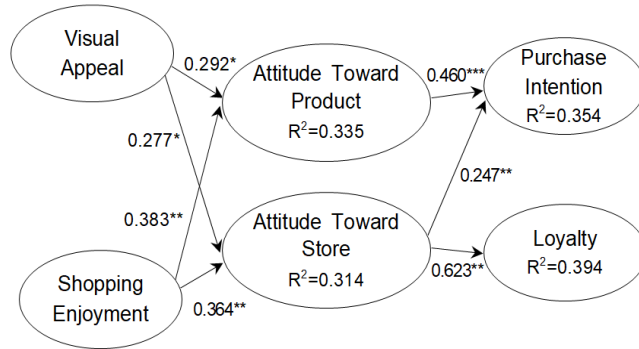 Visual
Appeal
0.292*
Attitude Toward
Product
R²=0.335
0.460***
Purchase
Intention
R²=0.354
0.277*
0.247**
0.383**
Attitude Toward
Store
R²=0.314
Loyalty
R²=0.394
0.623**
Shopping
Enjoyment
0.364**